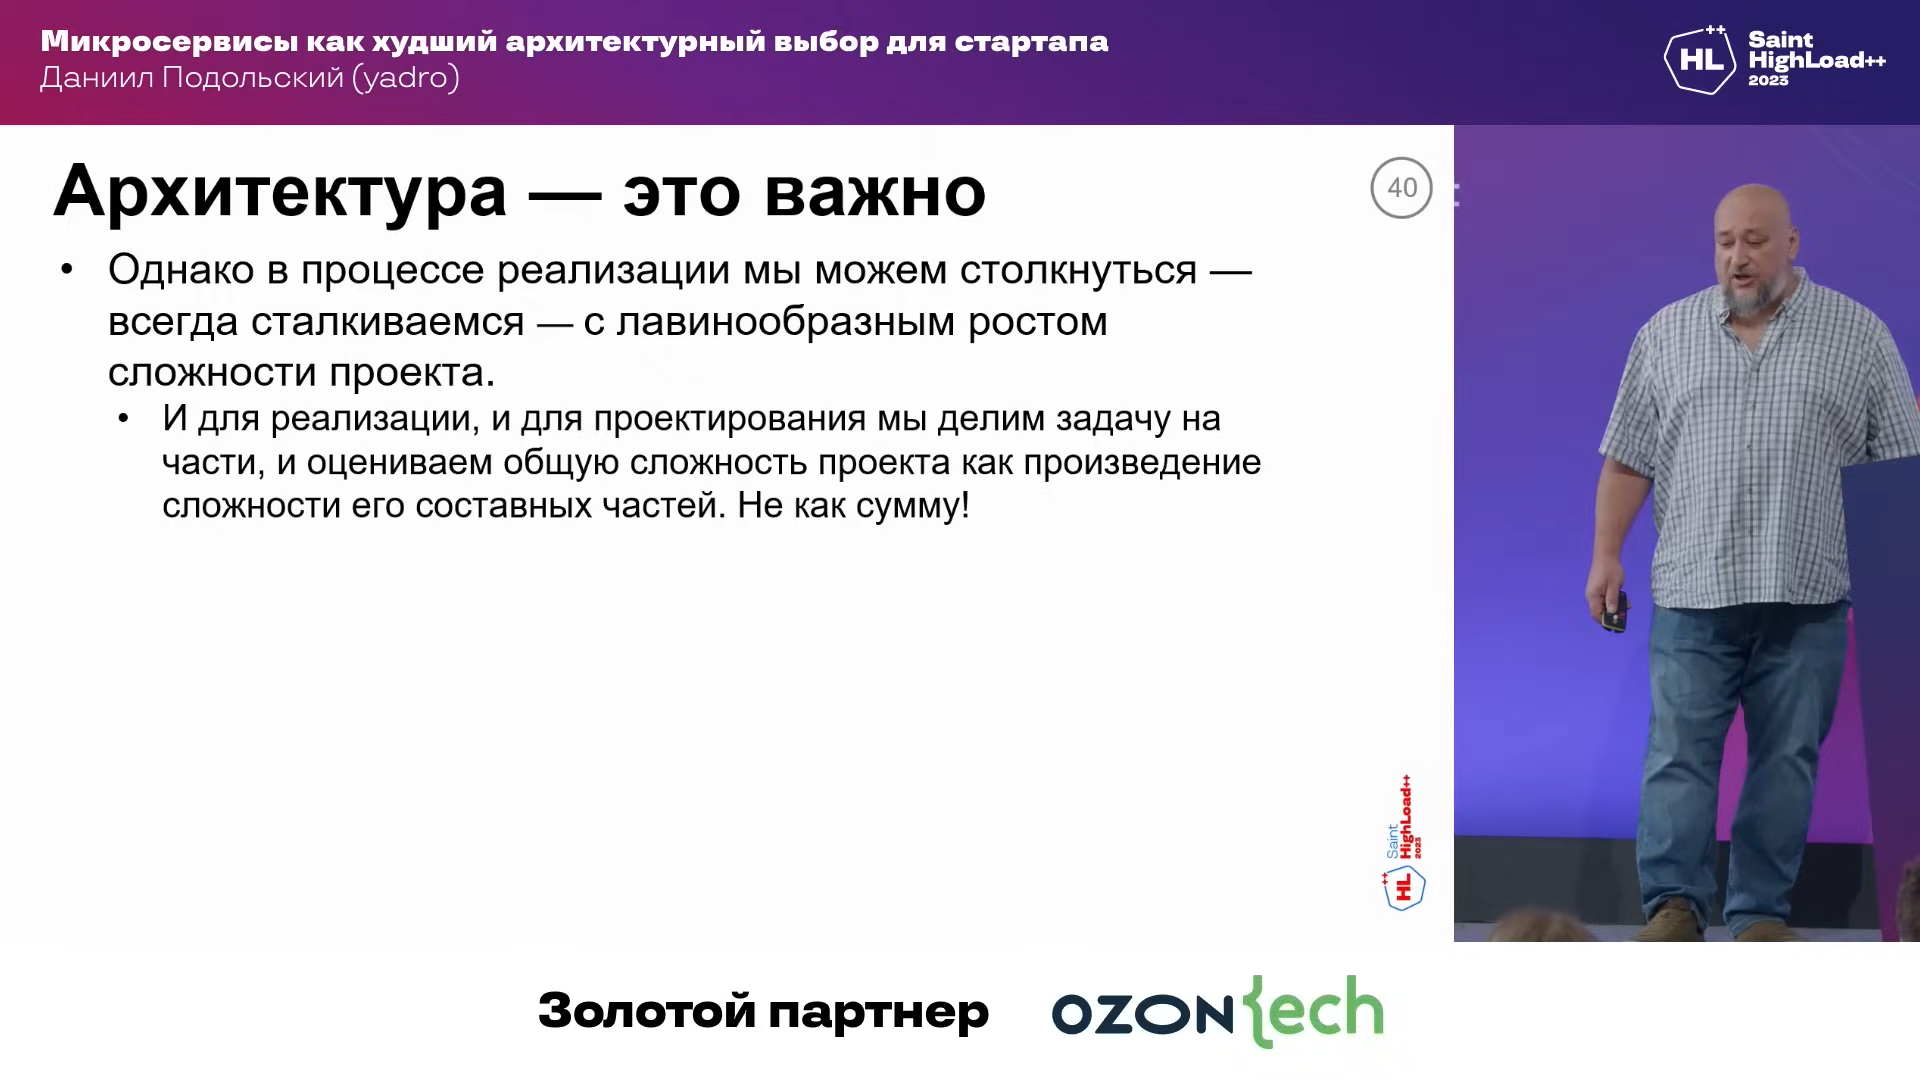 Микросервисы как худший архитектурный выбор для стартапа
Даниил Подольский (yadro)
HL++
Saint
HighLoad++
2023
Архитектура — это важно
40
• Однако в процессе реализации мы можем столкнуться —
всегда сталкиваемся — с лавинообразным ростом
сложности проекта.
• И для реализации, и для проектирования мы делим задачу на
части, и оцениваем общую сложность проекта как произведение
сложности его составных частей. Не как сумму!
HL++
Saint
HighLoad++
2023
Золотой партнер
ozon{ech